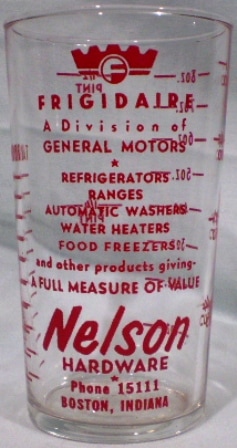 FRIGIDAIRE
A Division of
GENERAL MOTORS
REFRIGERATORS
RANGES
AUTOMATIC WASHERS
WATER HEATERS
FOOD FREEZERS
and other products giving-
A FULL MEASURE OF VALUE
Nelson
HARDWARE
Phone 15111
BOSTON, INDIANA